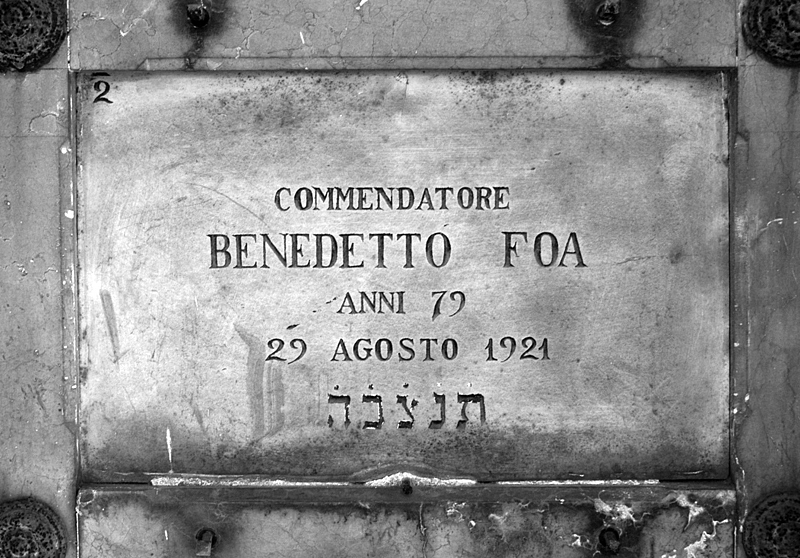 2
COMMENDATORE
BENEDETTO FOA
ANNI 79
29 AGOSTO 1921
תנצבה